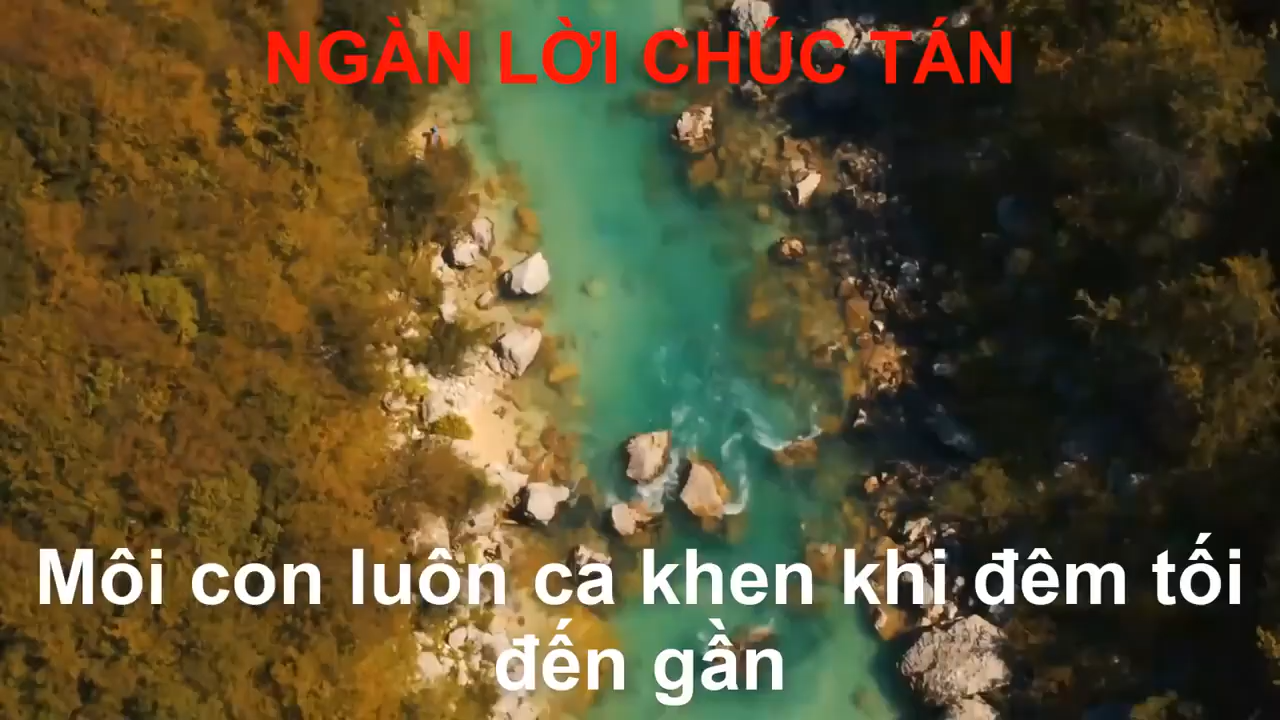 NGÀN LỜI CHÚC TÁN
Môi con luôn ca khen khi đêm tối
đến gần